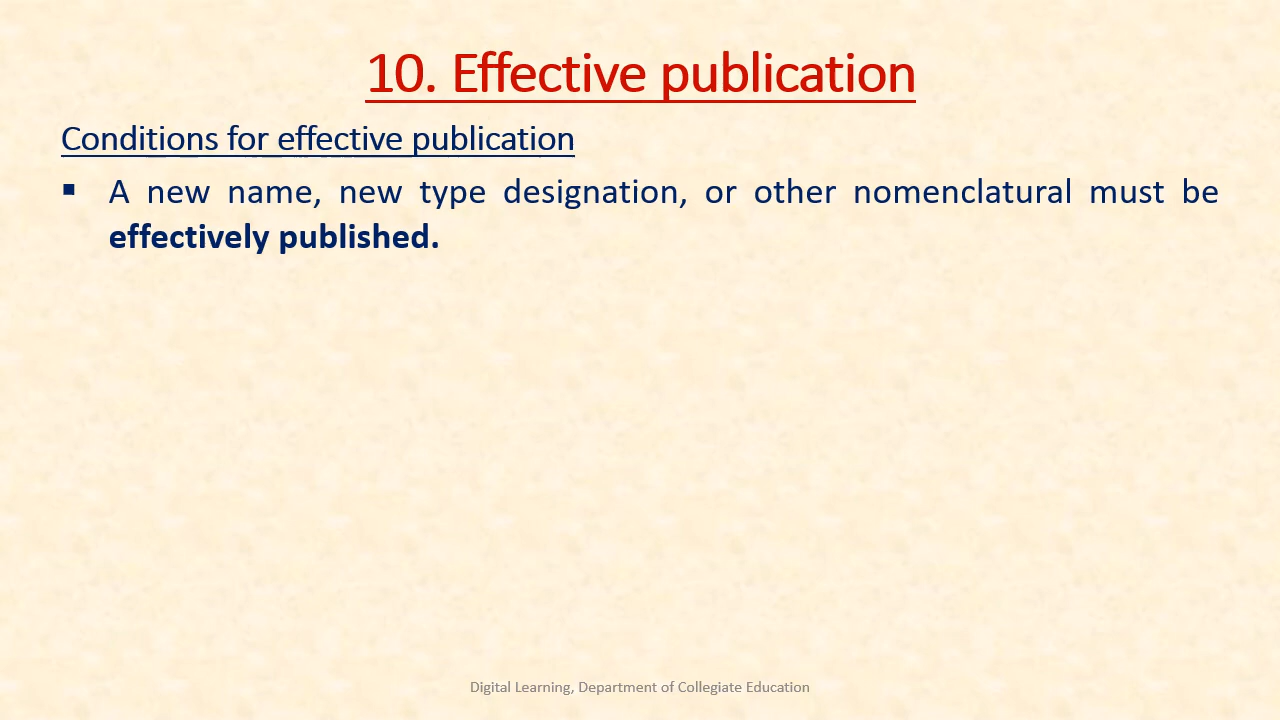 10. Effective publication
Conditions for effective publication
▪ A new name, new type designation, or other nomenclatural must be
effectively published.
Digital Learning, Department of Collegiate Education